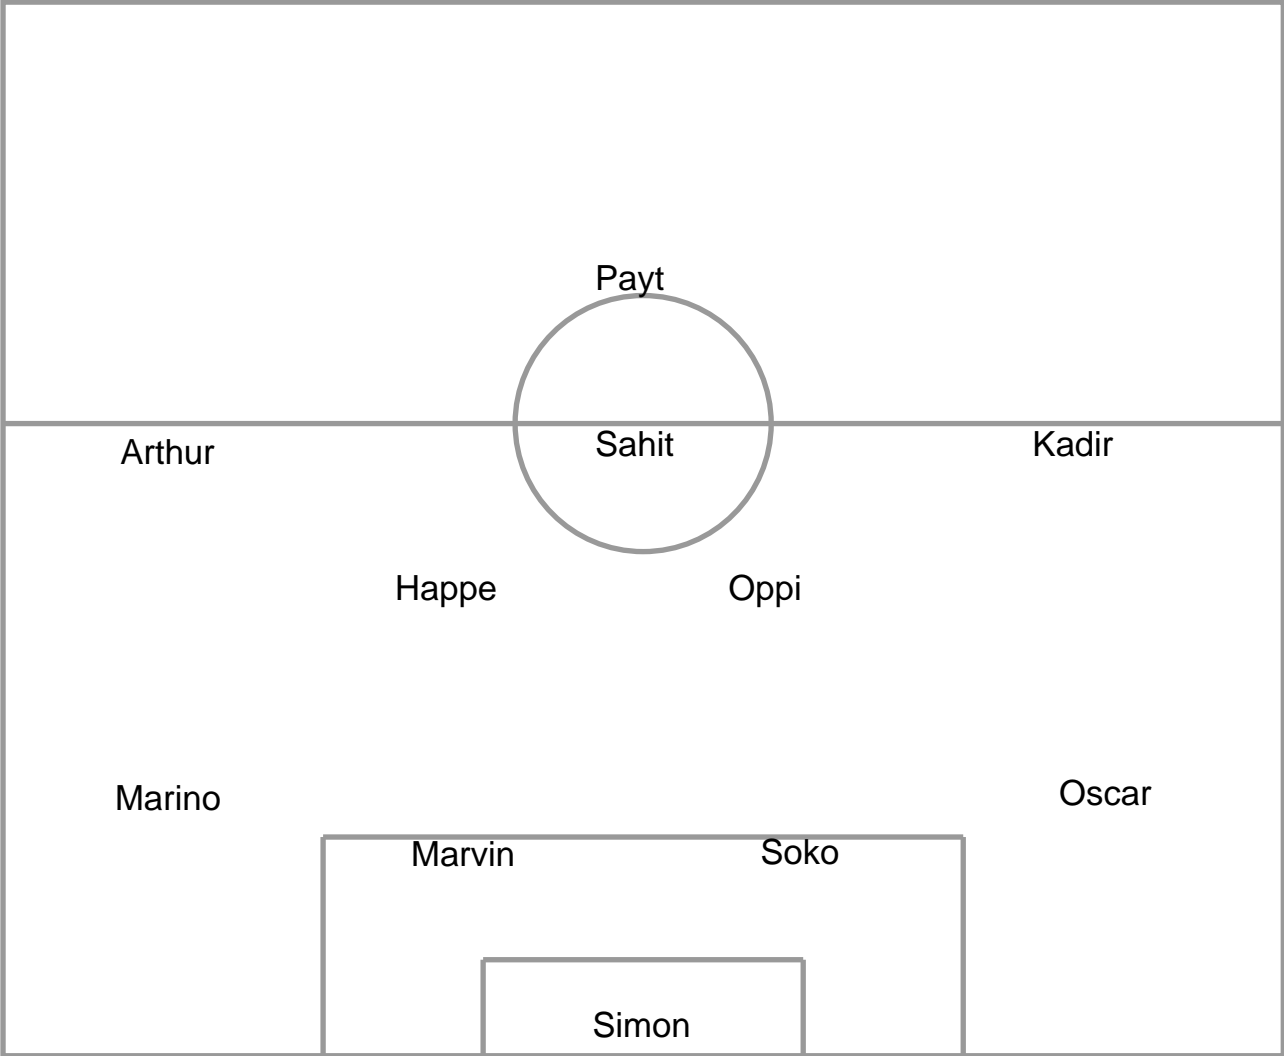 Payt
Arthur
Sahit
Kadir
Happe
Oppi
Marino
Oscar
Marvin
Soko
Simon